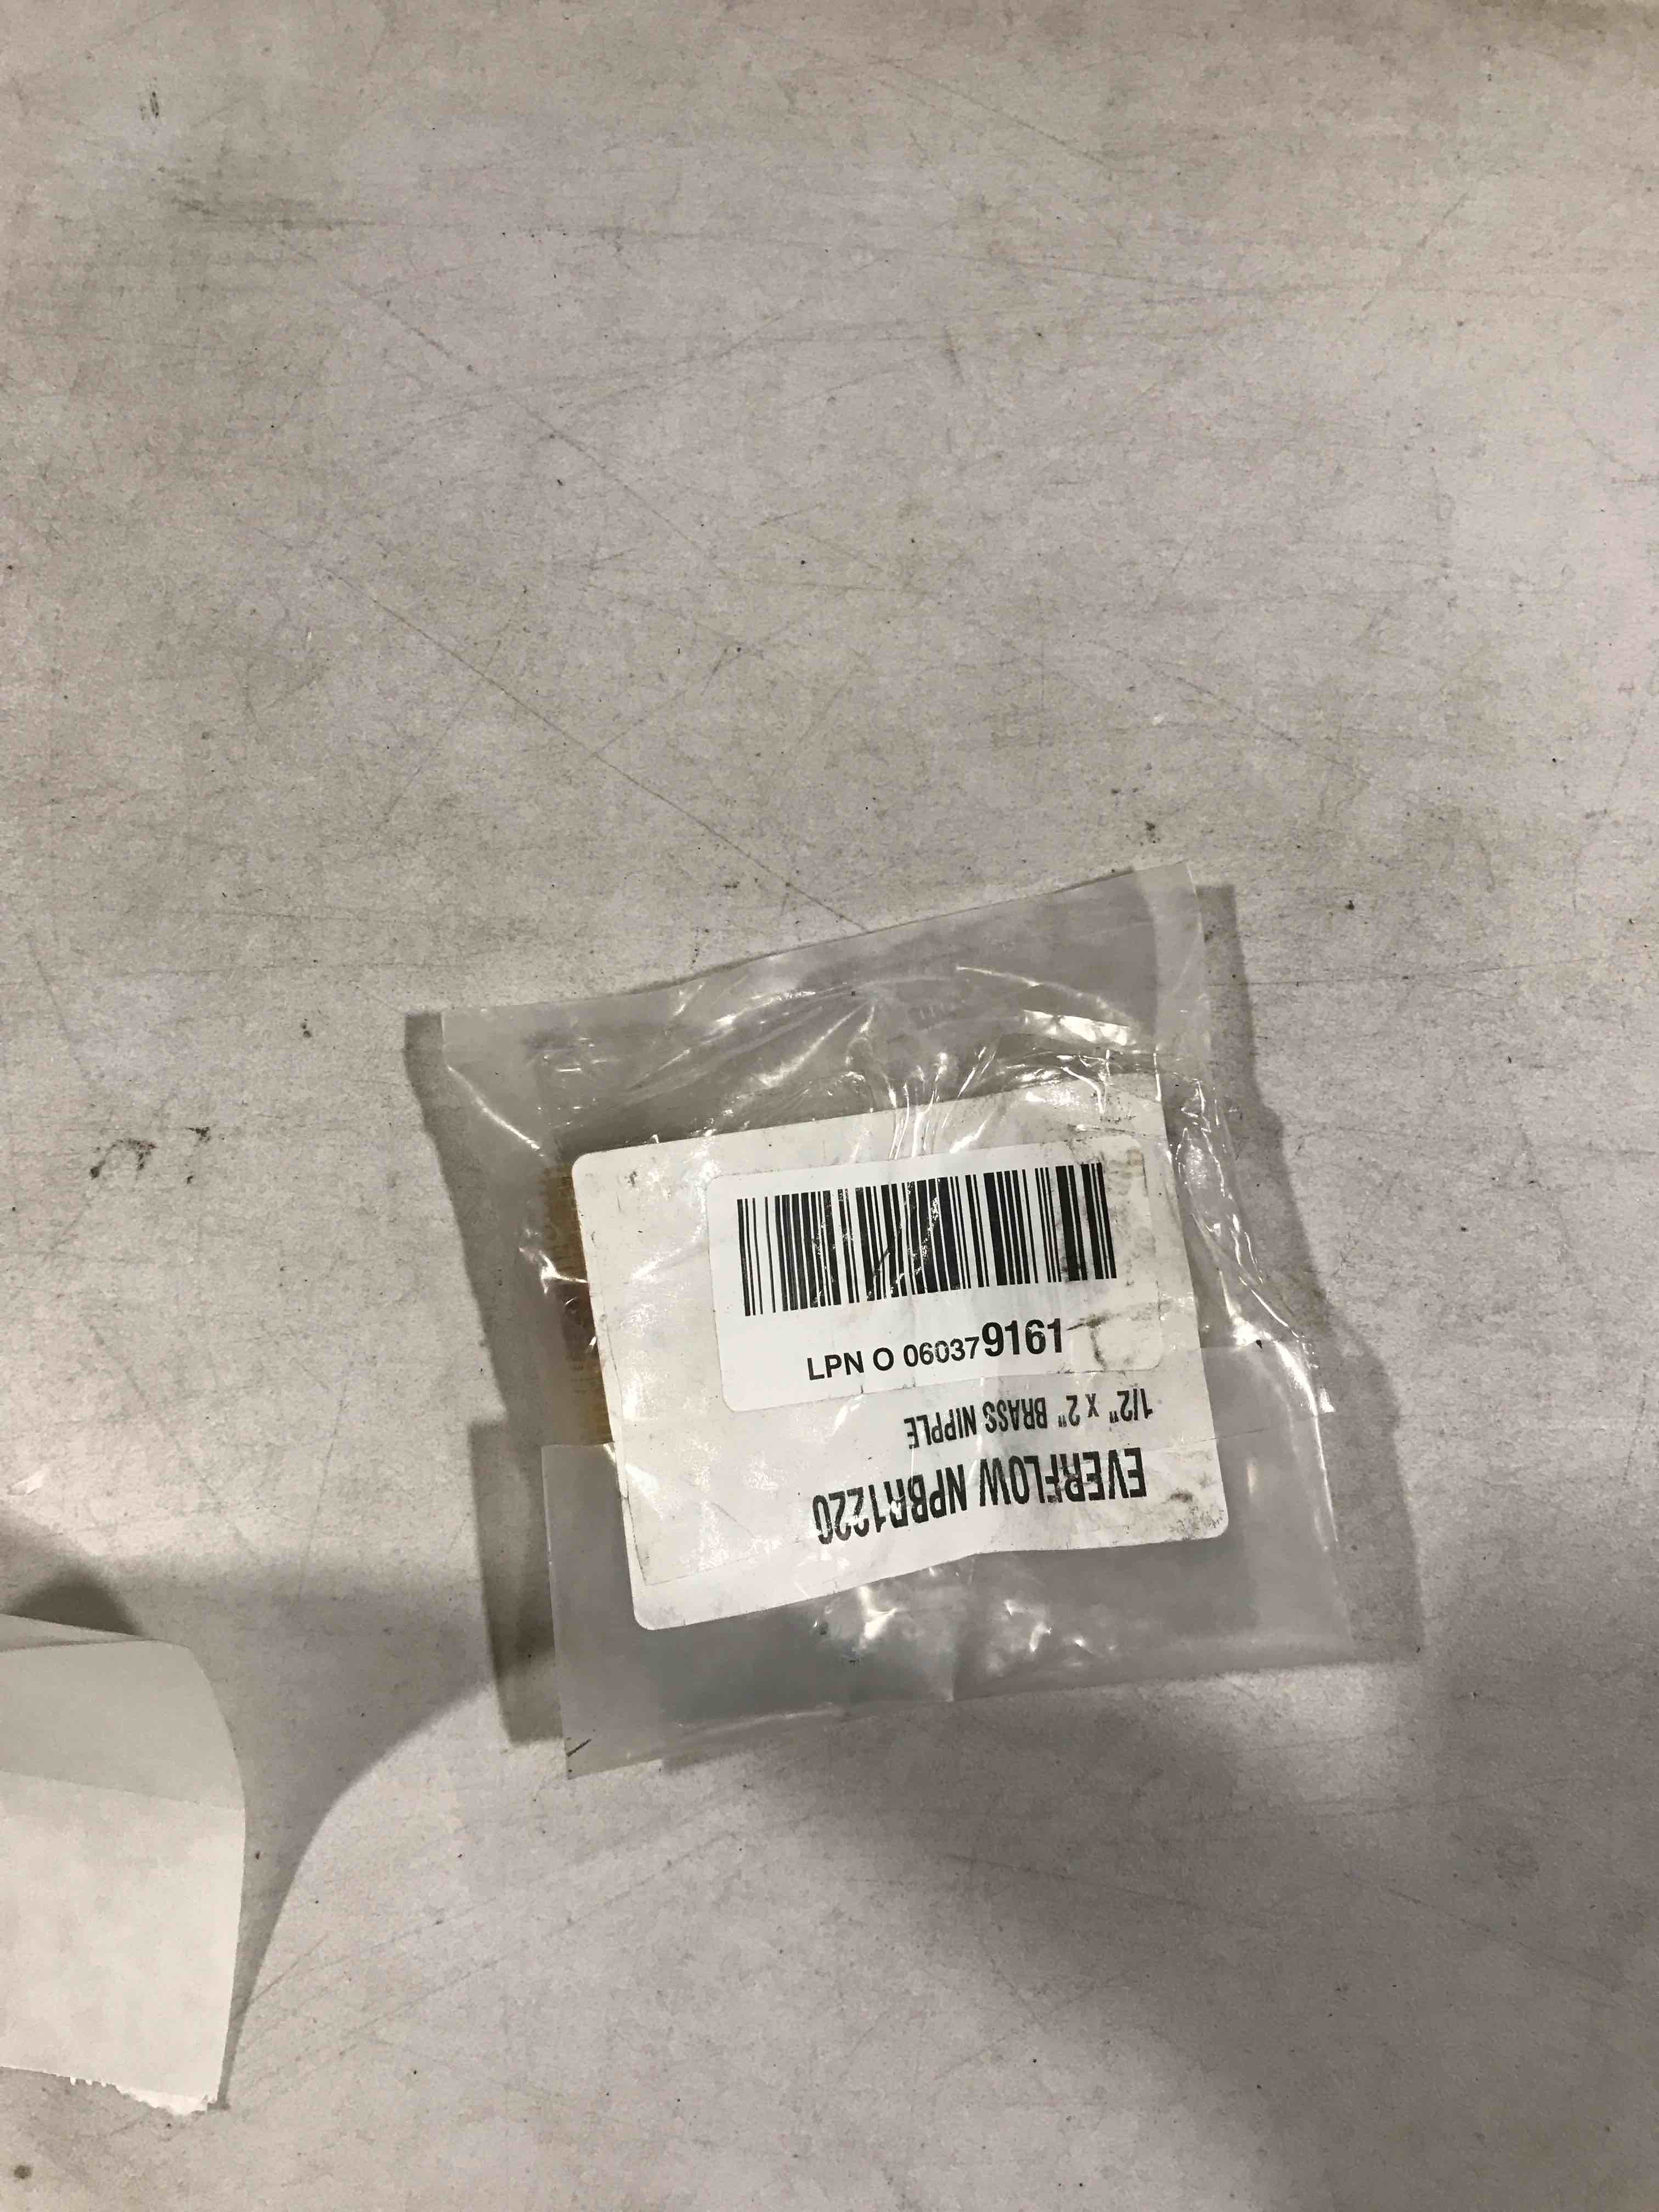 LPN O 060379161
EVERFLOW NPBR1220
1/2" x 2" BRASS NIPPLE